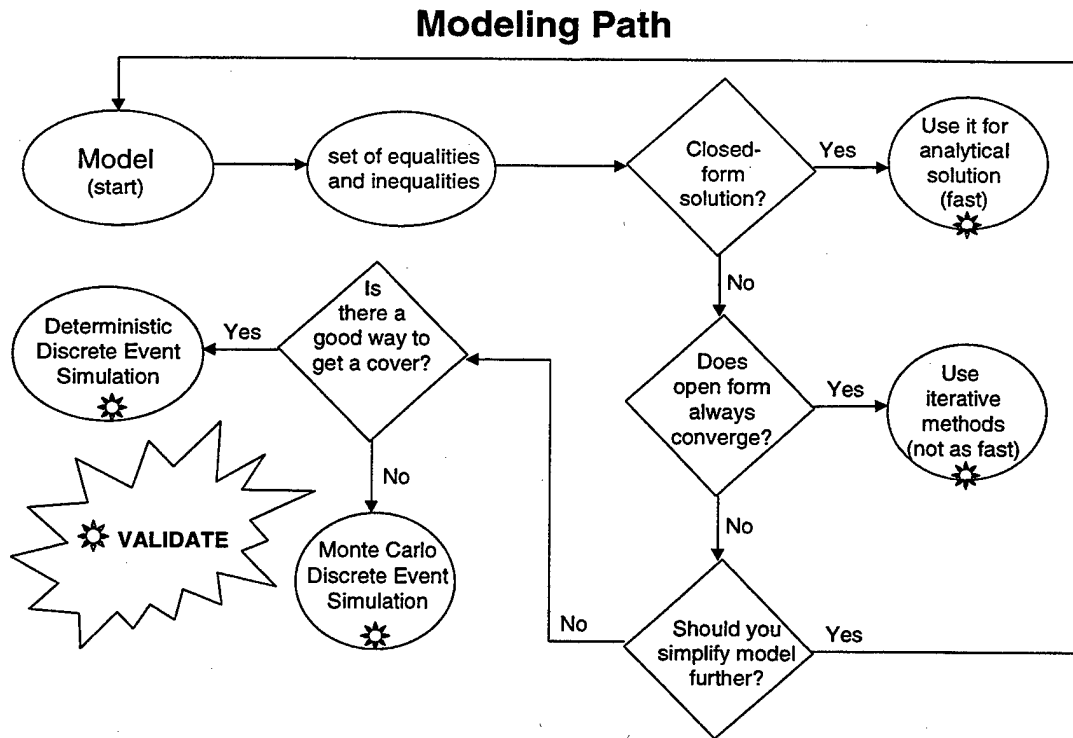 Modeling Path
Model
(start)
set of equalities
and inequalities
Closed-
form
solution?
Yes
Use it for
analytical
solution
(fast)
No
Does
open form
always
converge?
Yes
Use
iterative
methods
(not as fast)
No
Should you
simplify model
further?
Yes
No
Is
there a
good way to
get a cover?
Yes
Deterministic
Discrete Event
Simulation
No
Monte Carlo
Discrete Event
Simulation
VALIDATE